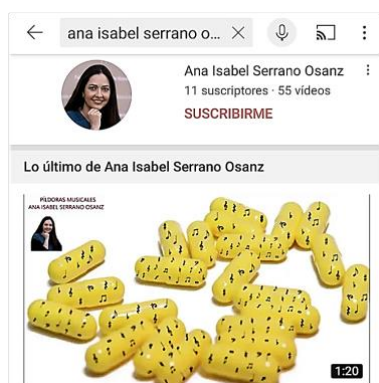 ana isabel serrano o...
Ana Isabel Serrano Osanz
11 suscriptores · 55 vídeos
SUSCRIBIRME
Lo último de Ana Isabel Serrano Osanz
PÍLDORAS MUSICALES
ANA ISABEL SERRANO OSANZ
1:20